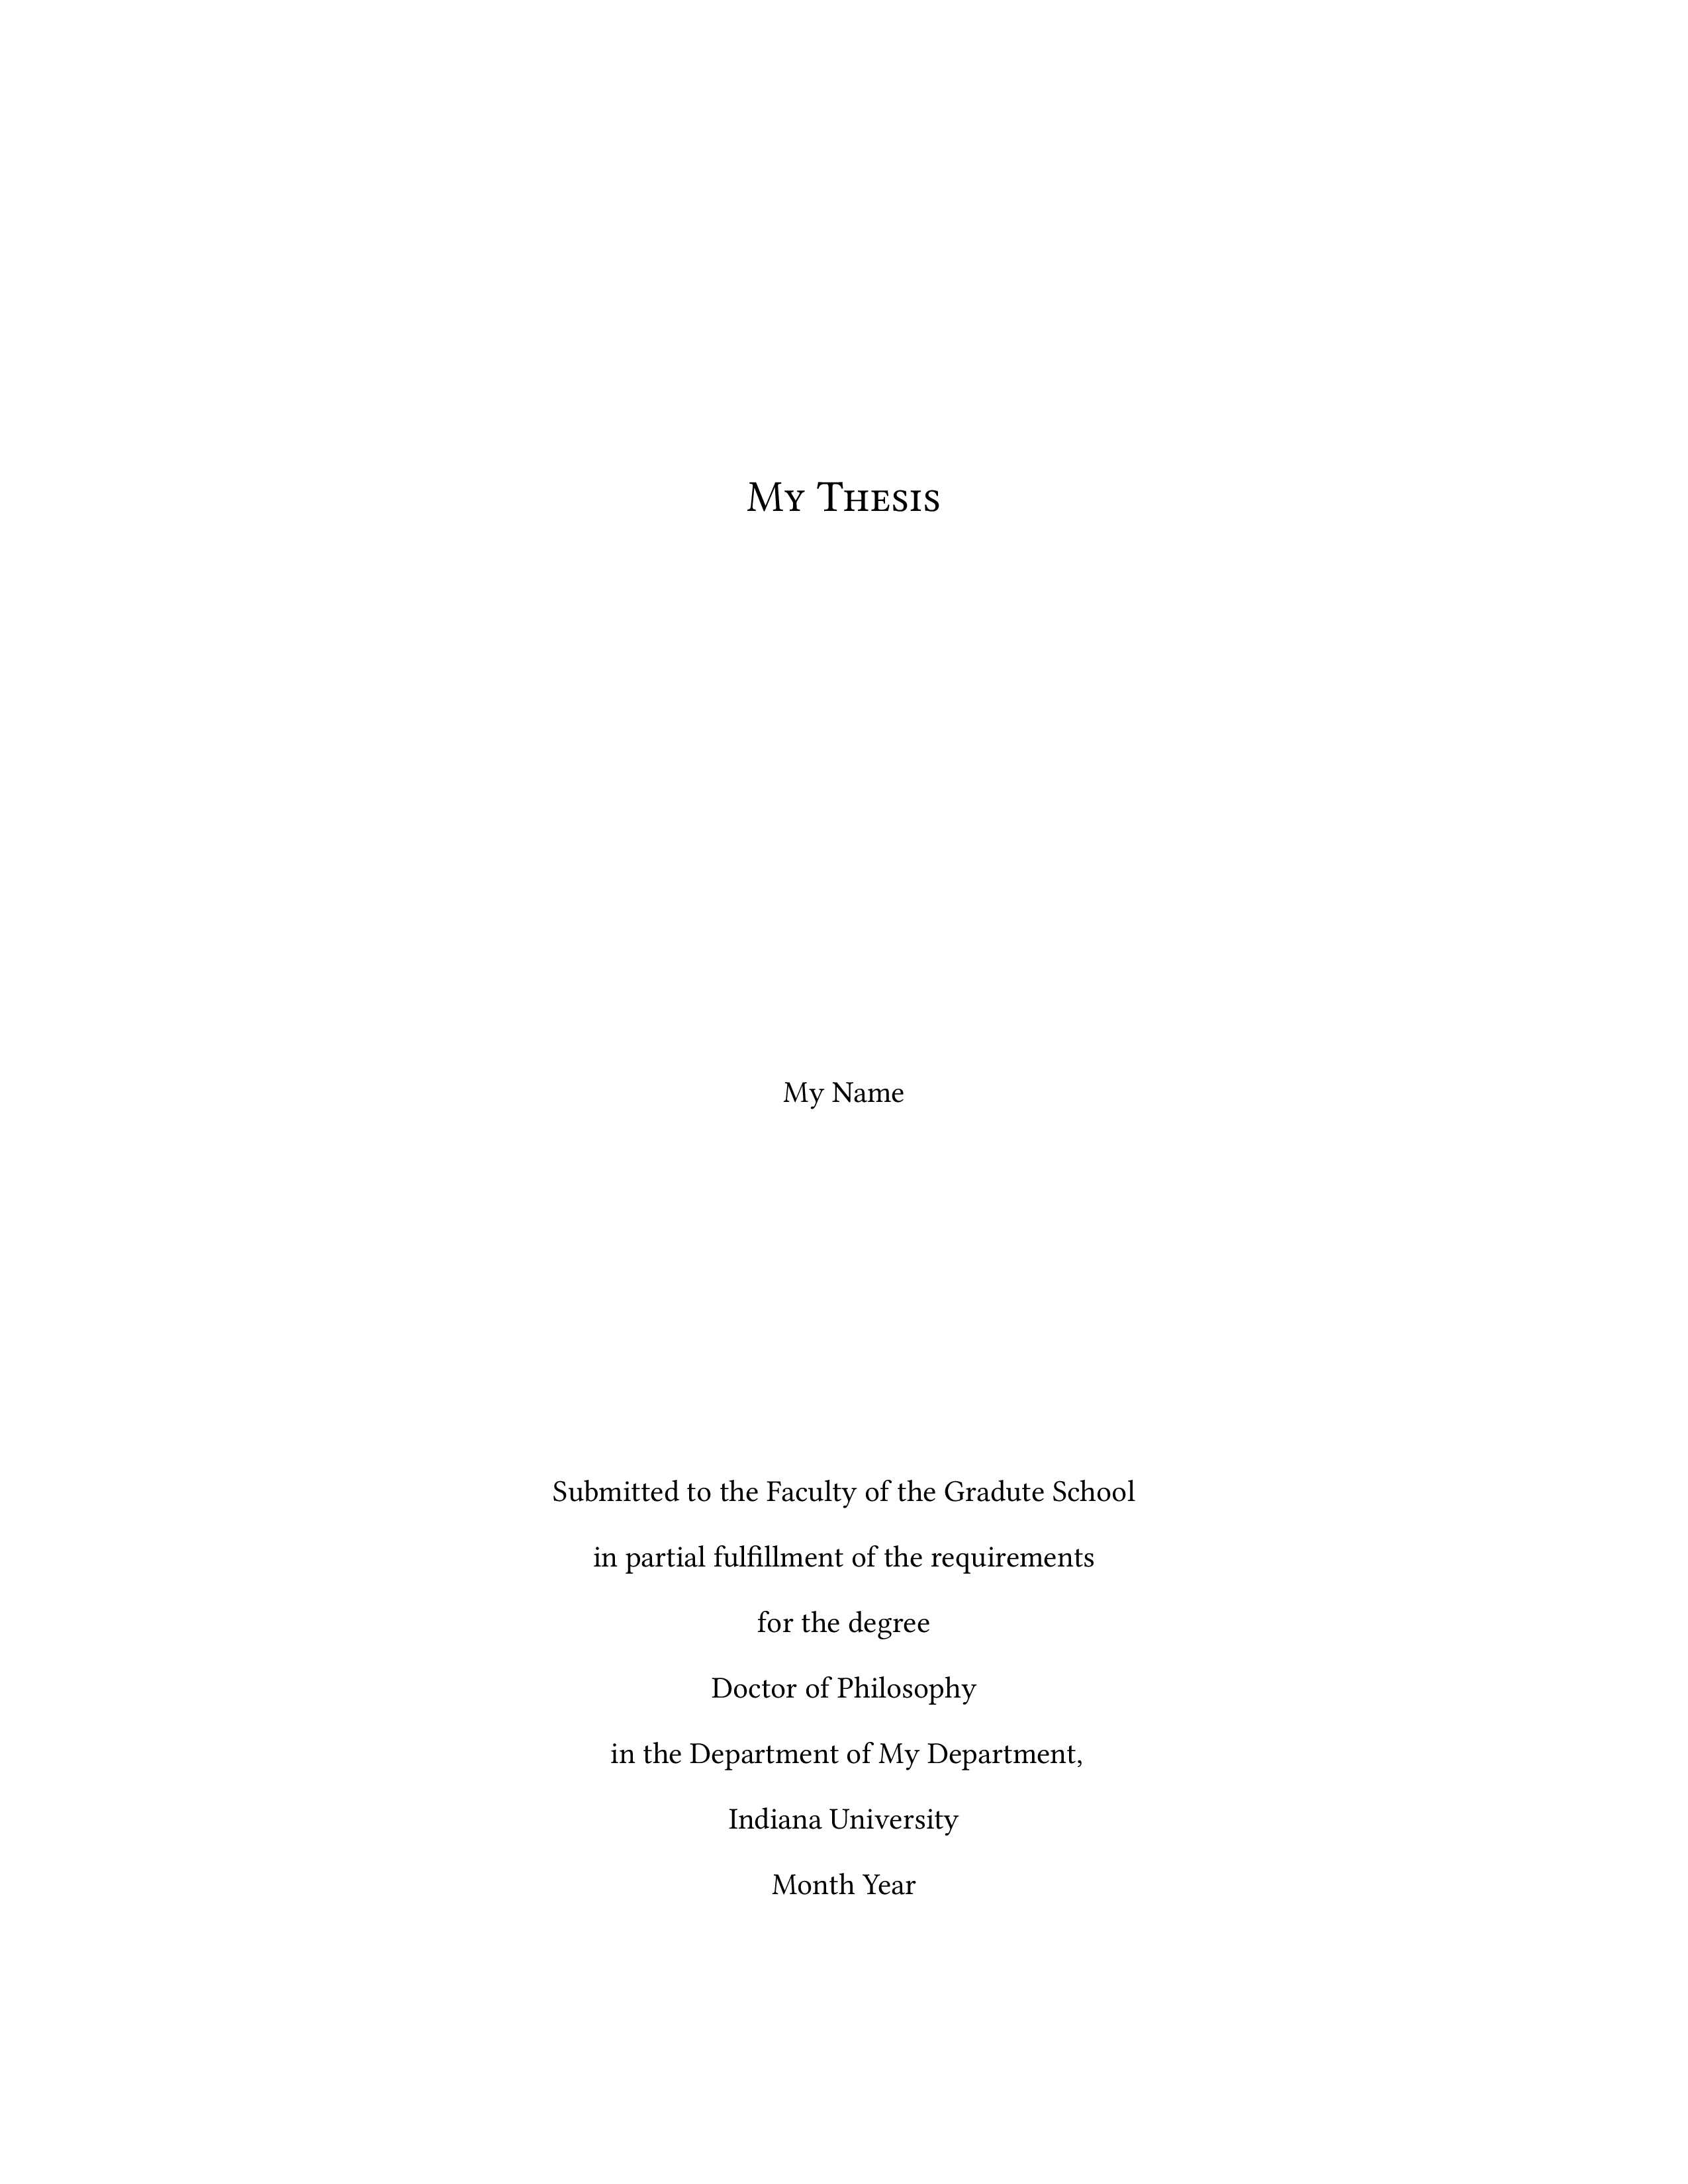 My Thesis
My Name
Submitted to the Faculty of the Gradute School
in partial fulfillment of the requirements
for the degree
Doctor of Philosophy
in the Department of My Department,
Indiana University
Month Year